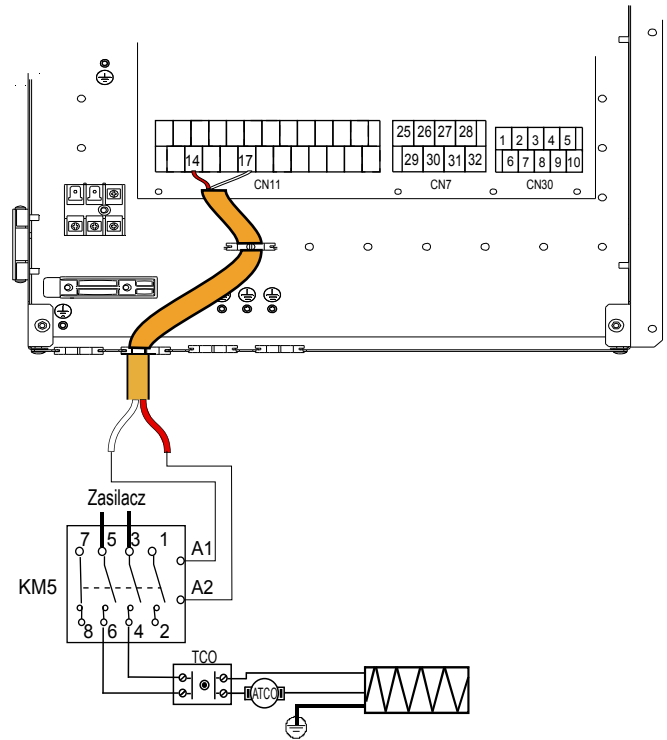 25 26 27 28
1 2 3 4 5
14 17
29 30 31 32
6 7 8 9 10
CN11
CN7
CN30
Zasilacz
7 5 3 1
A1
KM5
A2
8 6 4 2
TCO
ATCO